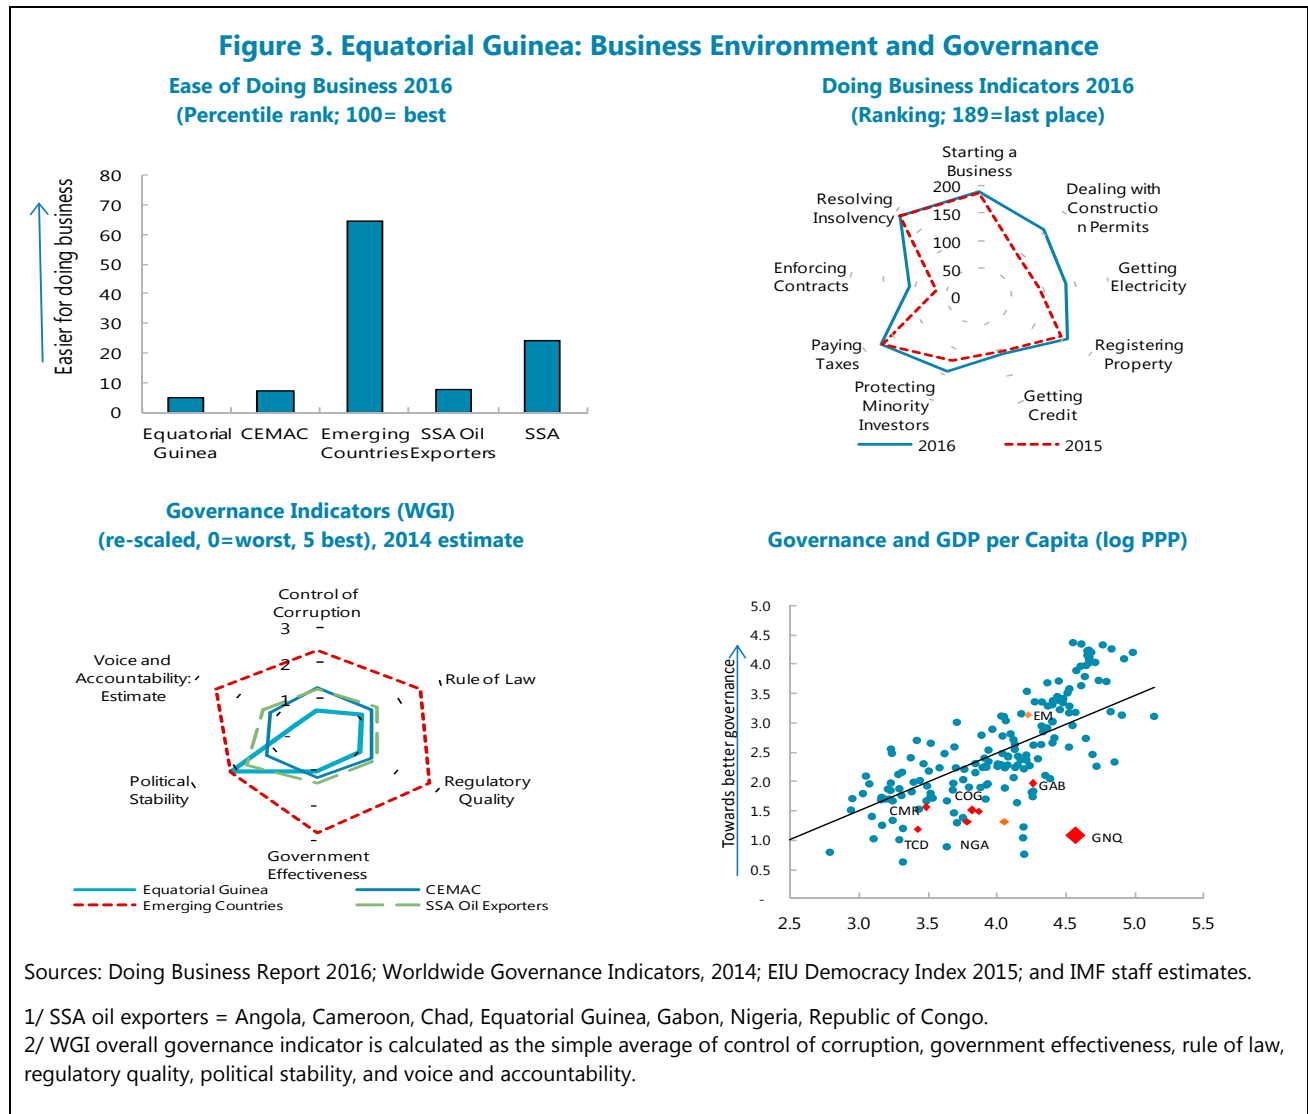 Figure 3. Equatorial Guinea: Business Environment and Governance
Ease of Doing Business 2016
(Percentile rank; 100= best
Easier for doing business
80
70
60
50
40
30
20
10
0
Equatorial
Guinea
CEMAC
Emerging
Countries
SSA Oil
Exporters
SSA
Doing Business Indicators 2016
(Ranking; 189=last place)
Starting a
Business
200
150
100
50
0
Dealing with
Constructio
n Permits
Getting
Electricity
Registering
Property
Getting
Credit
Protecting
Minority
Investors
Paying
Taxes
Enforcing
Contracts
Resolving
Insolvency
2016
2015
Governance Indicators (WGI)
(re-scaled, 0=worst, 5 best), 2014 estimate
Control of
Corruption
3
2
1
-
Rule of Law
Regulatory
Quality
Government
Effectiveness
Political
Stability
Voice and
Accountability:
Estimate
Equatorial Guinea
CEMAC
Emerging Countries
SSA Oil Exporters
Governance and GDP per Capita (log PPP)
Towards better governance
5.0
4.5
4.0
3.5
3.0
2.5
2.0
1.5
1.0
0.5
-
EM
GAB
COG
CMR
TCD
NGA
GNQ
2.5
3.0
3.5
4.0
4.5
5.0
5.5
Sources: Doing Business Report 2016; Worldwide Governance Indicators, 2014; EIU Democracy Index 2015; and IMF staff estimates.
1/ SSA oil exporters = Angola, Cameroon, Chad, Equatorial Guinea, Gabon, Nigeria, Republic of Congo.
2/ WGI overall governance indicator is calculated as the simple average of control of corruption, government effectiveness, rule of law,
regulatory quality, political stability, and voice and accountability.